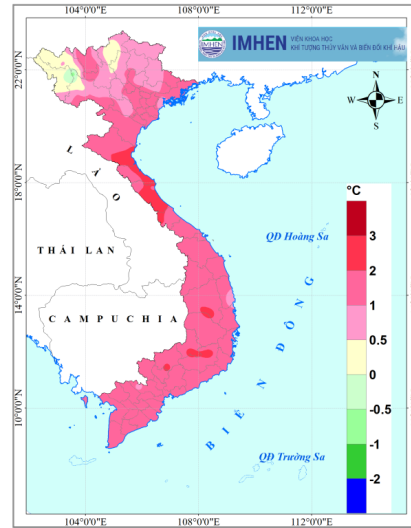 104°0'0"E 108°0'0"E 112°0'0"E
IMHEN VIỆN KHOA HỌC
KHÍ TƯỢNG THỦY VĂN VÀ BIẾN ĐỔI KHÍ HẬU
22°0'0"N
N
W E
S
18°0'0"N
LÀO
°C
3
2
1
0.5
0
-0.5
-1
-2
QĐ Hoàng Sa
THÁI LAN
14°0'0"N
CAMPUCHIA
BIỂN ĐÔNG
10°0'0"N
QĐ Trường Sa
104°0'0"E 108°0'0"E 112°0'0"E